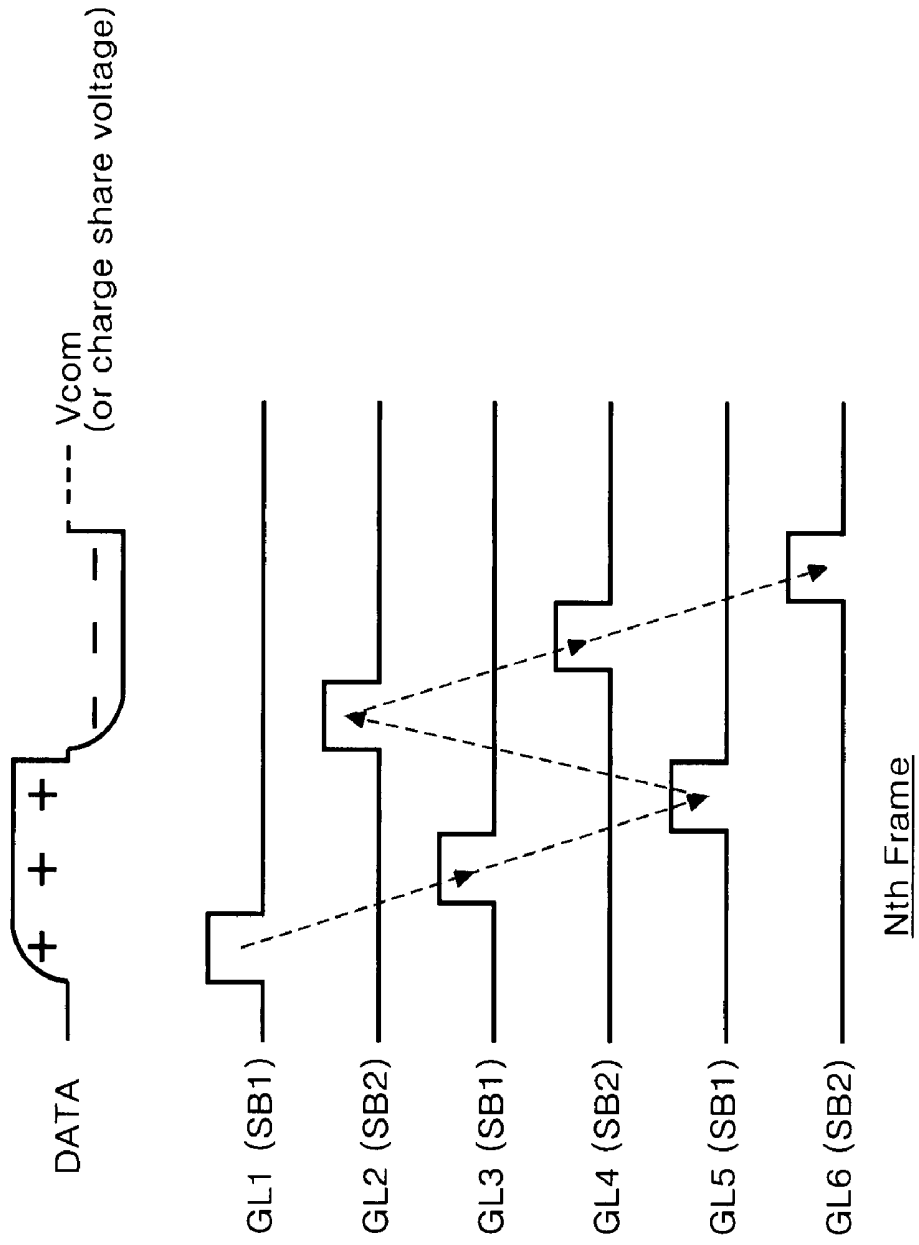 DATA
+ + +
− − −
Vcom
(or charge share voltage)
GL1 (SB1)
GL2 (SB2)
GL3 (SB1)
GL4 (SB2)
GL5 (SB1)
GL6 (SB2)
Nth Frame